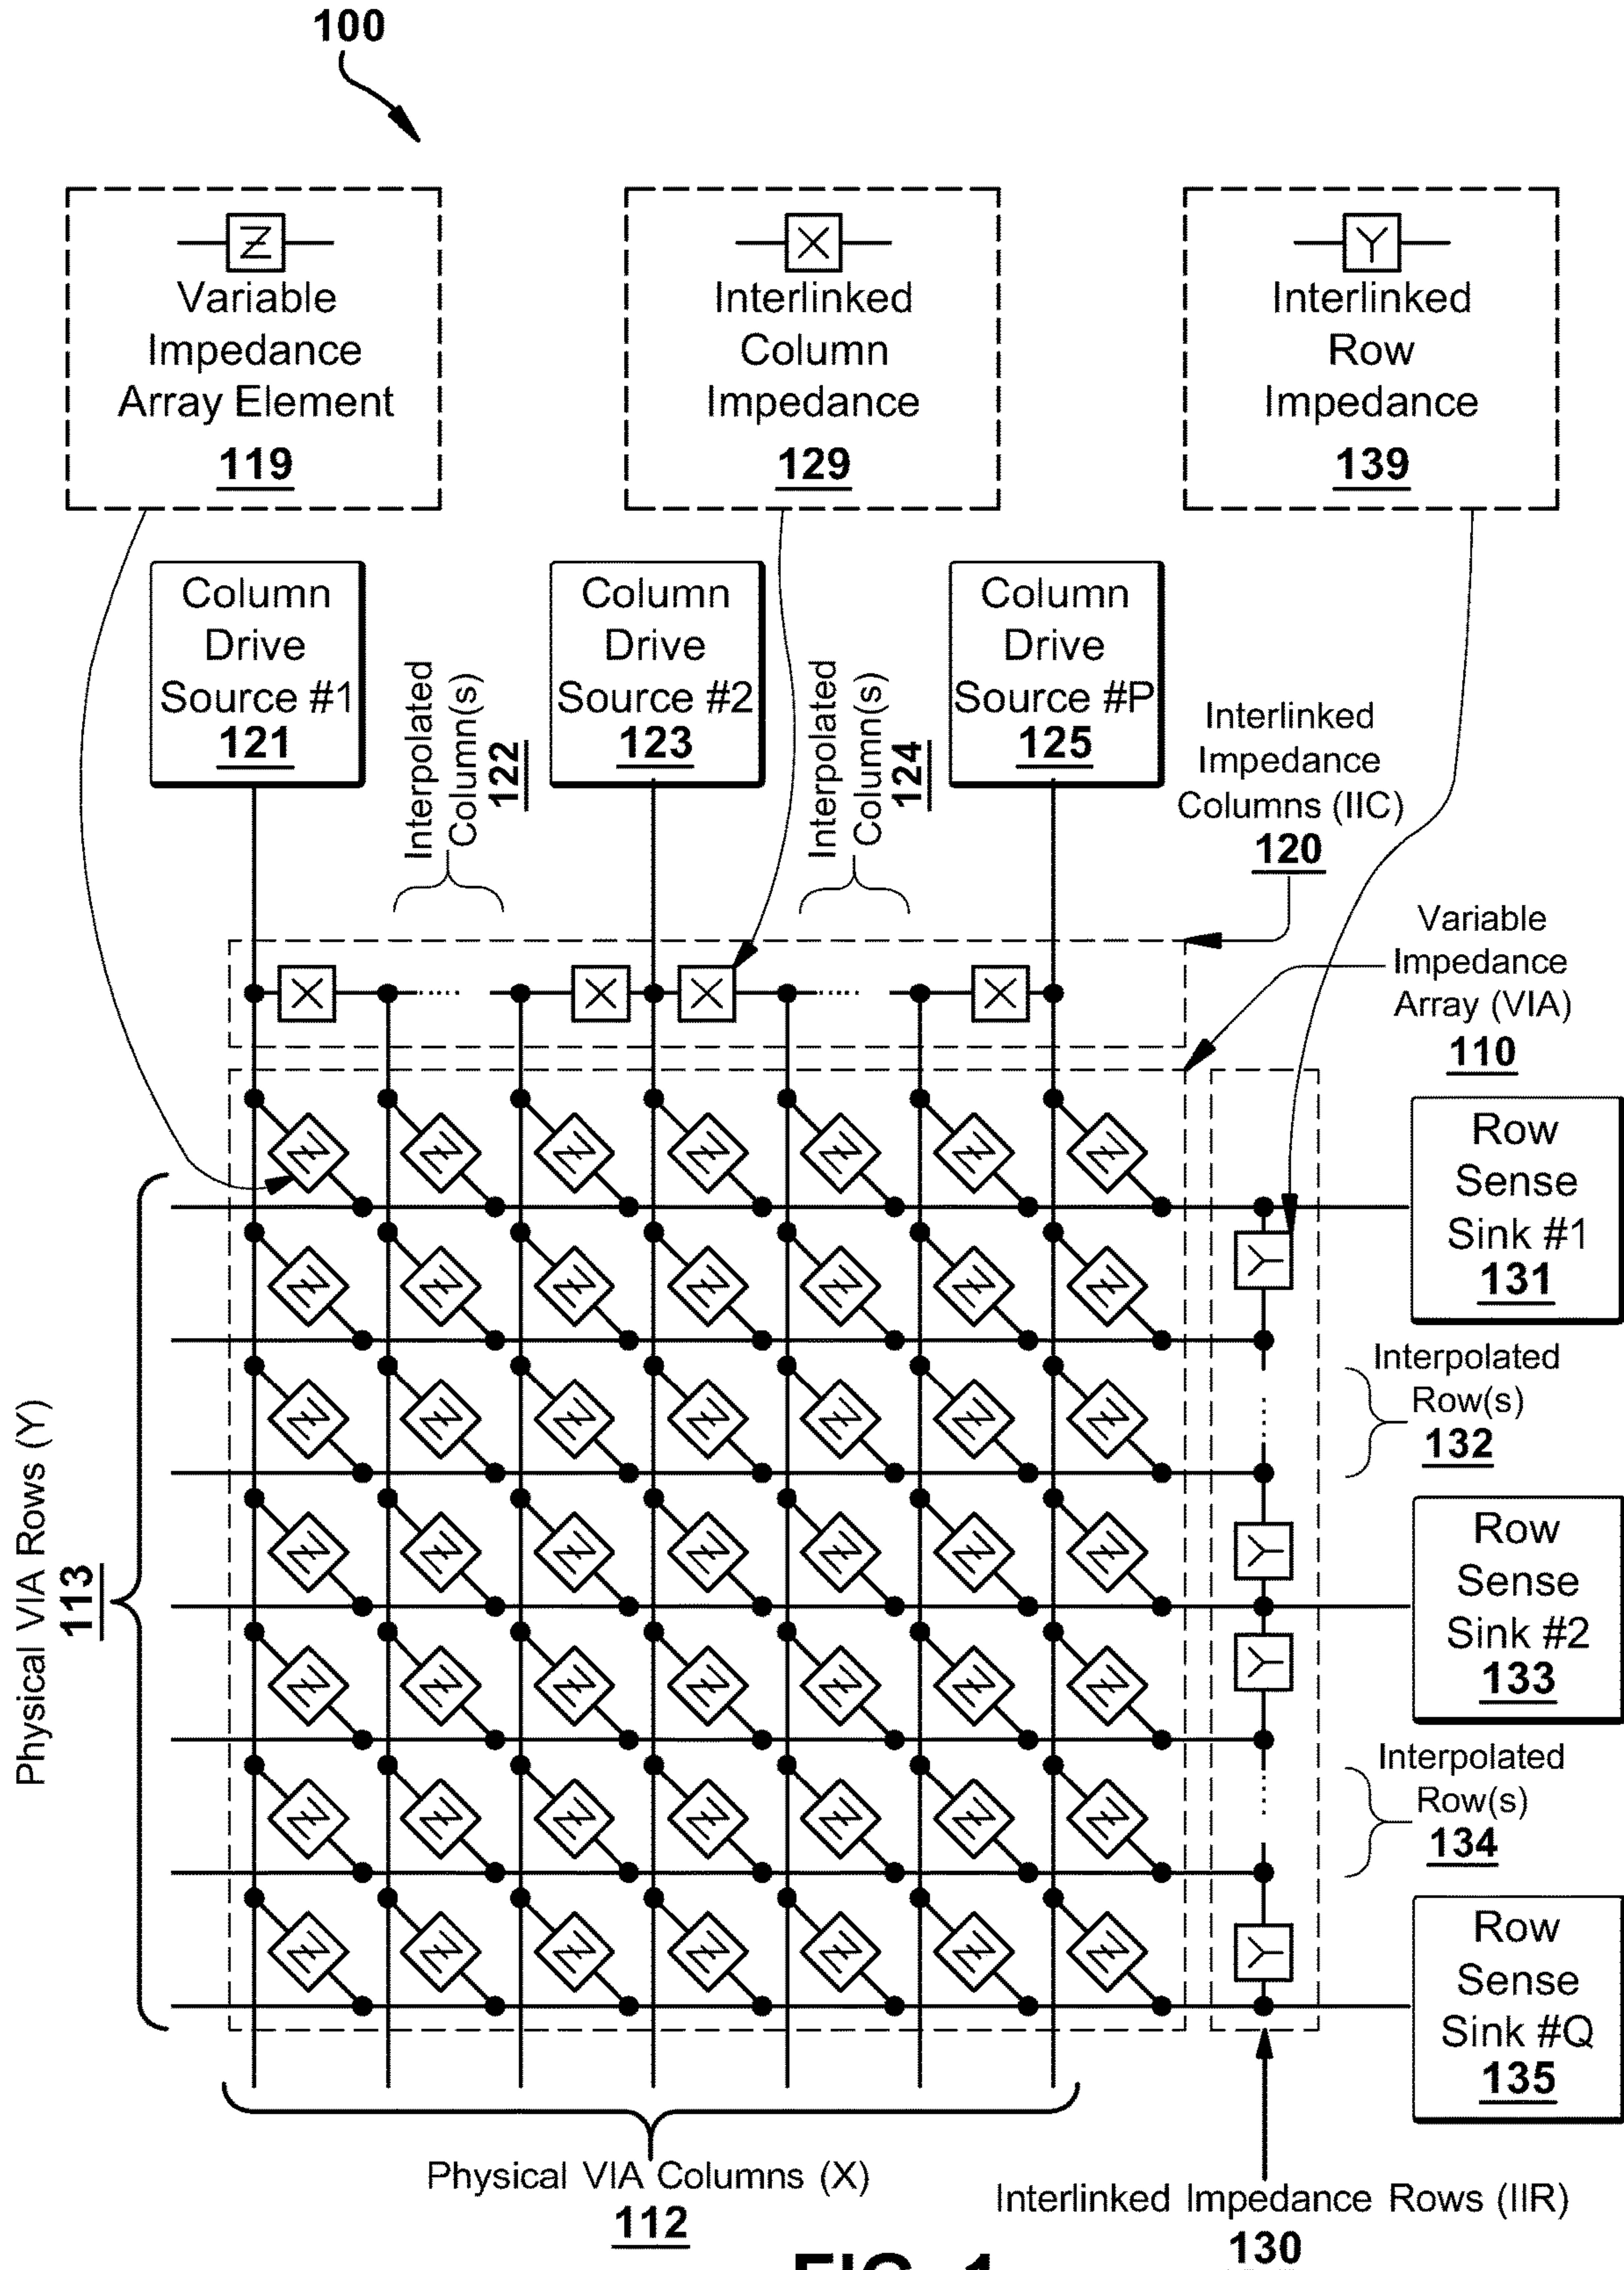 100
Z
Variable
Impedance
Array Element
119
X
Interlinked
Column
Impedance
129
Y
Interlinked
Row
Impedance
139
Column
Drive
Source #1
121
Interpolated
Column(s)
122
Column
Drive
Source #2
123
Interpolated
Column(s)
124
Column
Drive
Source #P
125
Interlinked
Impedance
Columns (IIC)
120
Variable
Impedance
Array (VIA)
110
X X X X
Z Z Z Z Z Z Z
Y
Row
Sense
Sink #1
131
Z Z Z Z Z Z Z
Interpolated
Row(s)
132
Z Z Z Z Z Z Z
Physical VIA Rows (Y)
113
Z Z Z Z Z Z Z
Y
Row
Sense
Sink #2
133
Z Z Z Z Z Z Z
Y
Interpolated
Row(s)
134
Z Z Z Z Z Z Z
Z Z Z Z Z Z Z
Y
Row
Sense
Sink #Q
135
Physical VIA Columns (X)
112
Interlinked Impedance Rows (IIR)
130
FIG. 1